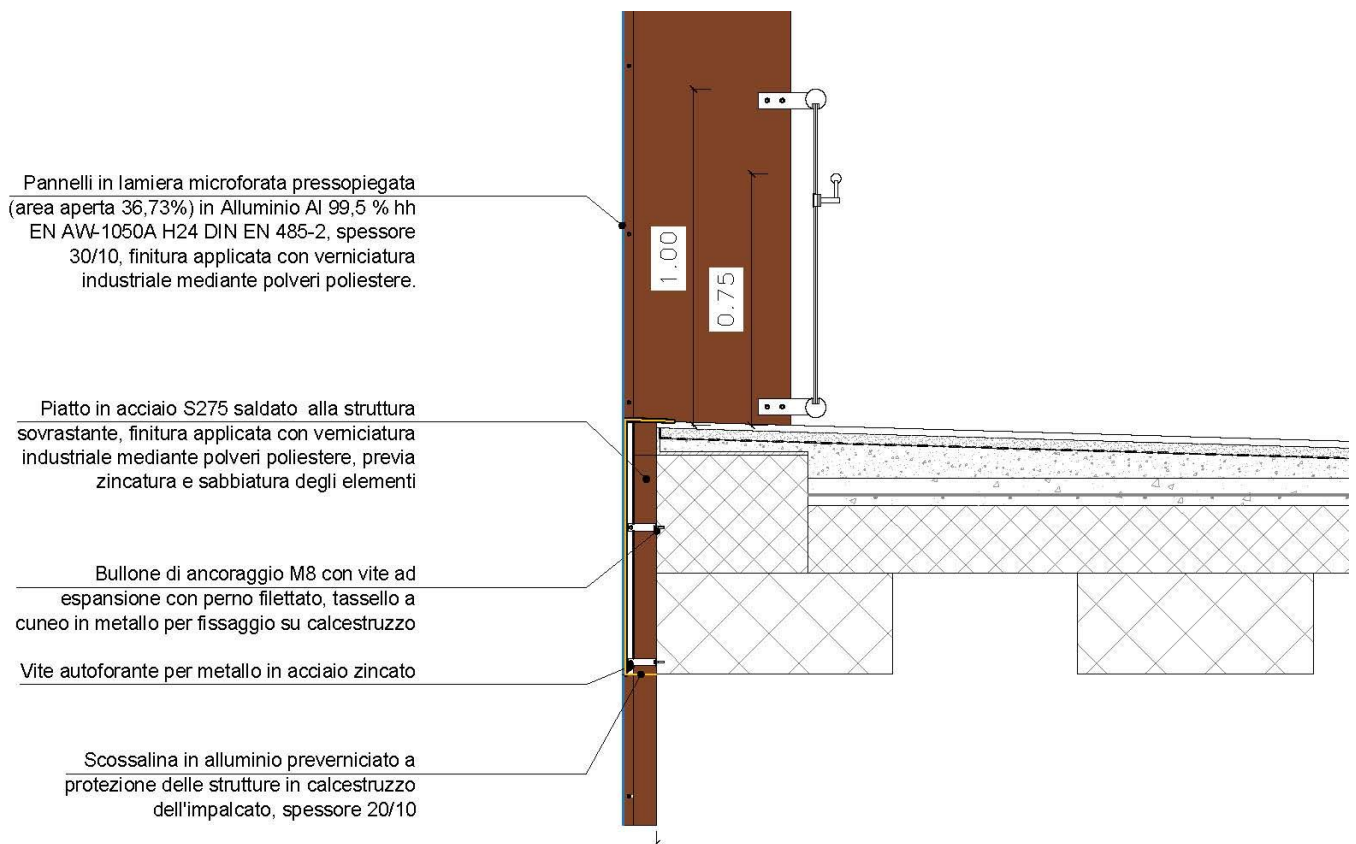 Pannelli in lamiera microforata pressopiegata
(area aperta 36,73%) in Alluminio Al 99,5 % hh
EN AW-1050A H24 DIN EN 485-2, spessore
30/10, finitura applicata con verniciatura
industriale mediante polveri poliestere.
1.00
0.75
Piatto in acciaio S275 saldato alla struttura
sovrastante, finitura applicata con verniciatura
industriale mediante polveri poliestere, previa
zincatura e sabbiatura degli elementi
Bullone di ancoraggio M8 con vite ad
espansione con perno filettato, tassello a
cuneo in metallo per fissaggio su calcestruzzo
Vite autoforante per metallo in acciaio zincato
Scossalina in alluminio preverniciato a
protezione delle strutture in calcestruzzo
dell'impalcato, spessore 20/10